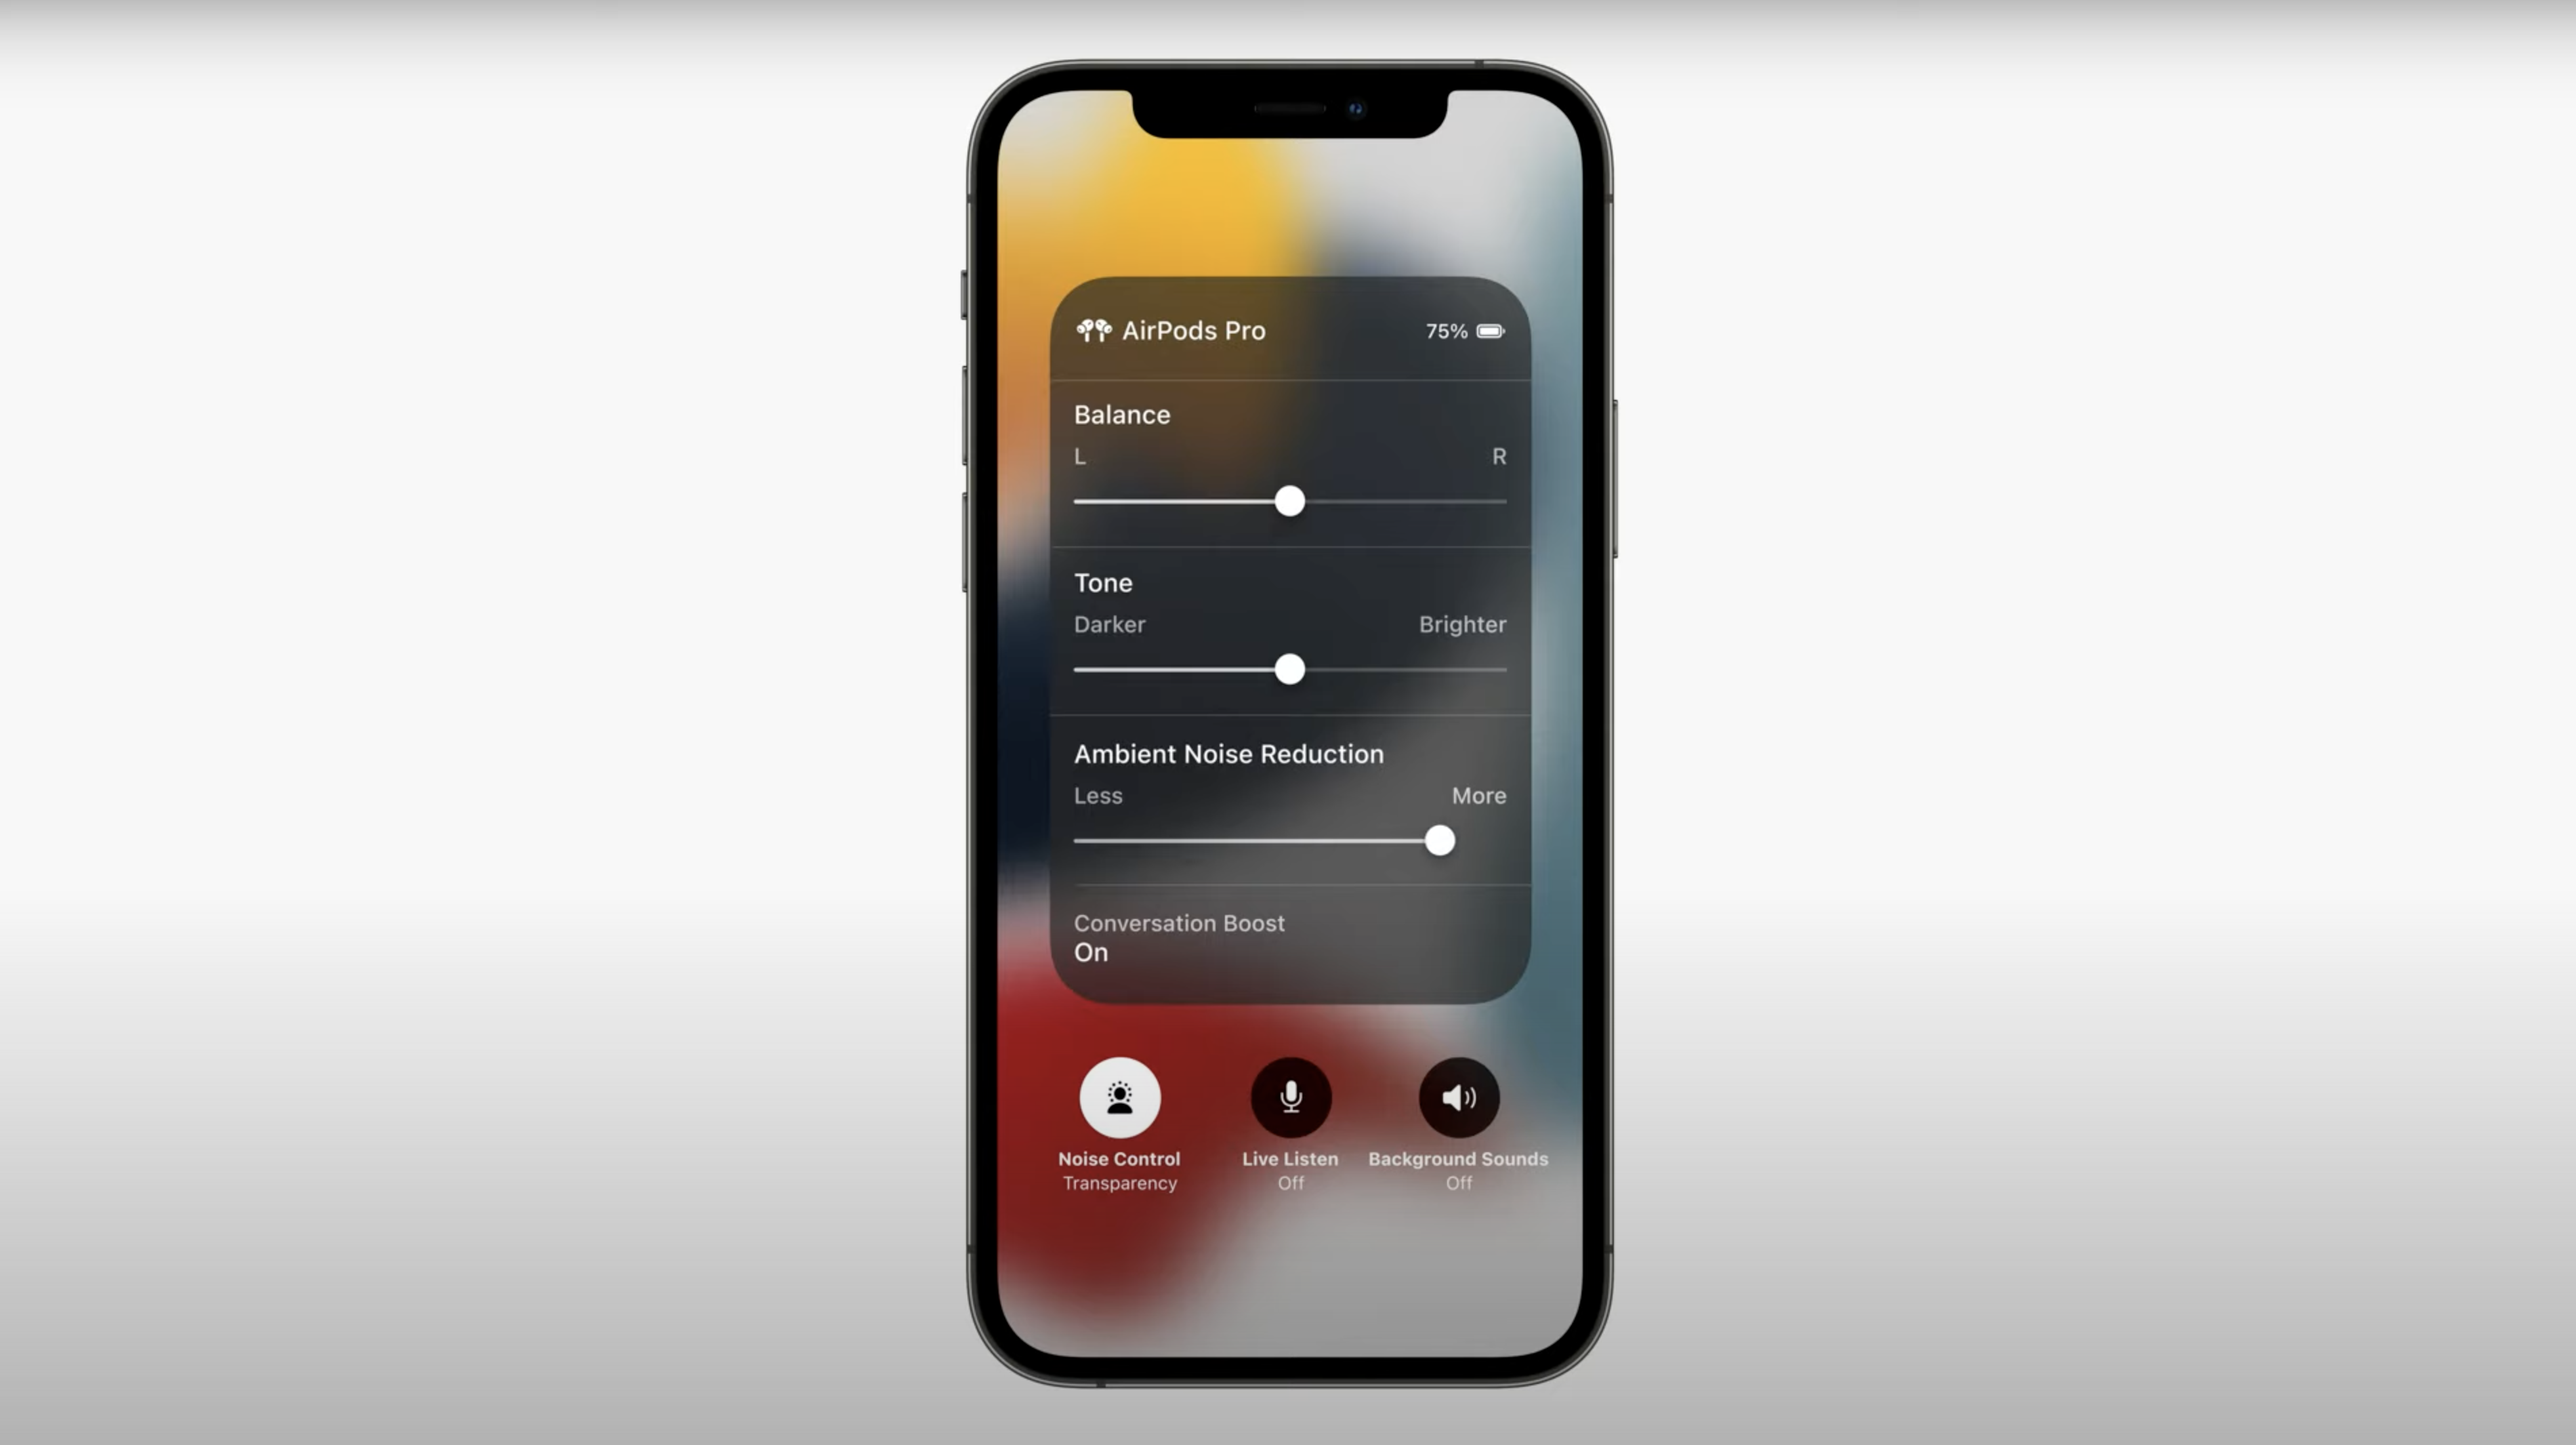 AirPods Pro 75%
Balance
L R
Tone
Darker Brighter
Ambient Noise Reduction
Less More
Conversation Boost
On
Noise Control Live Listen Background Sounds
Transparency Off Off